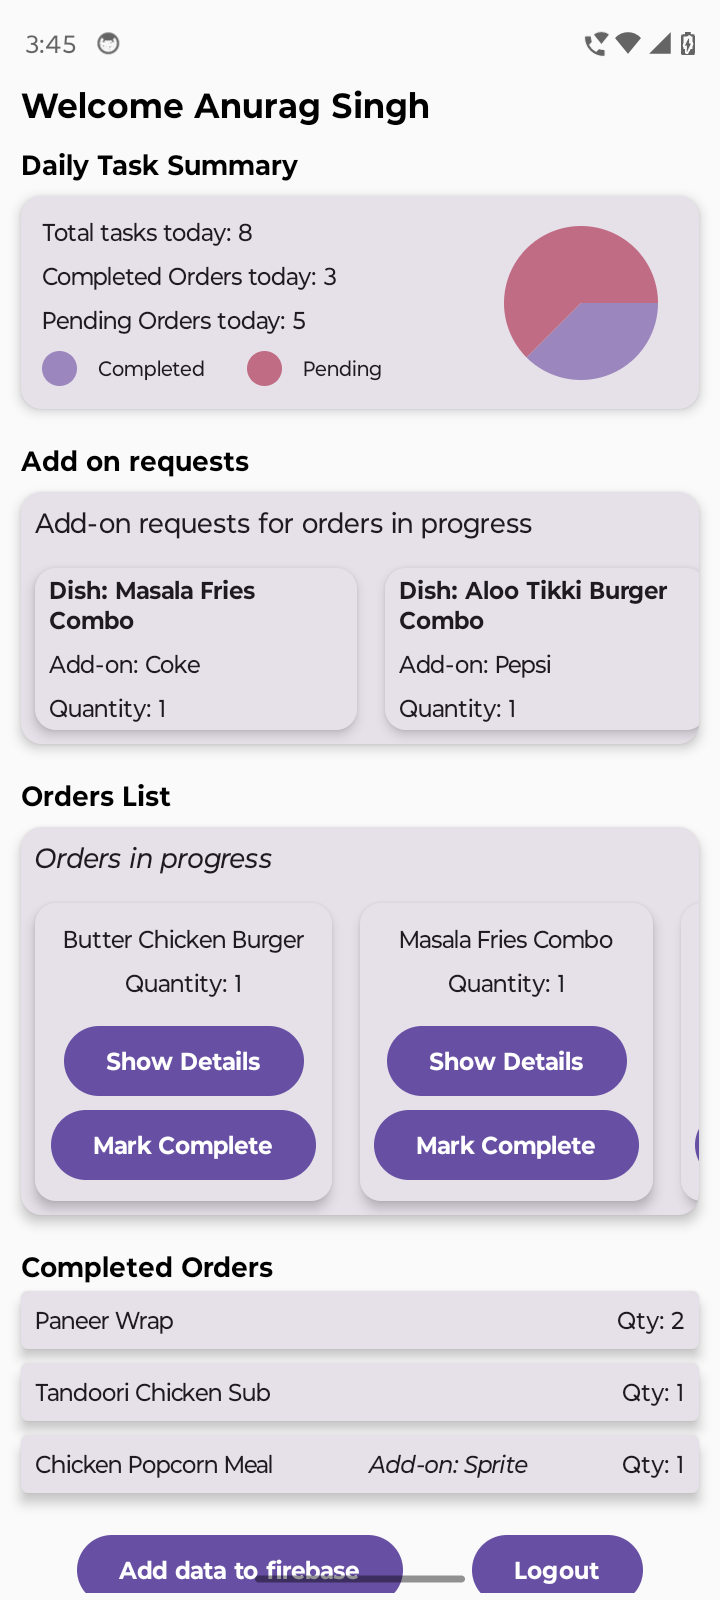 3:45
Welcome Anurag Singh
Daily Task Summary
Total tasks today: 8
Completed Orders today: 3
Pending Orders today: 5
Completed Pending
Add on requests
Add-on requests for orders in progress
Dish: Masala Fries
Combo
Add-on: Coke
Quantity: 1
Dish: Aloo Tikki Burger
Combo
Add-on: Pepsi
Quantity: 1
Orders List
Orders in progress
Butter Chicken Burger
Quantity: 1
Show Details
Mark Complete
Masala Fries Combo
Quantity: 1
Show Details
Mark Complete
Completed Orders
Paneer Wrap Qty: 2
Tandoori Chicken Sub Qty: 1
Chicken Popcorn Meal Add-on: Sprite Qty: 1
Add data to firebase Logout